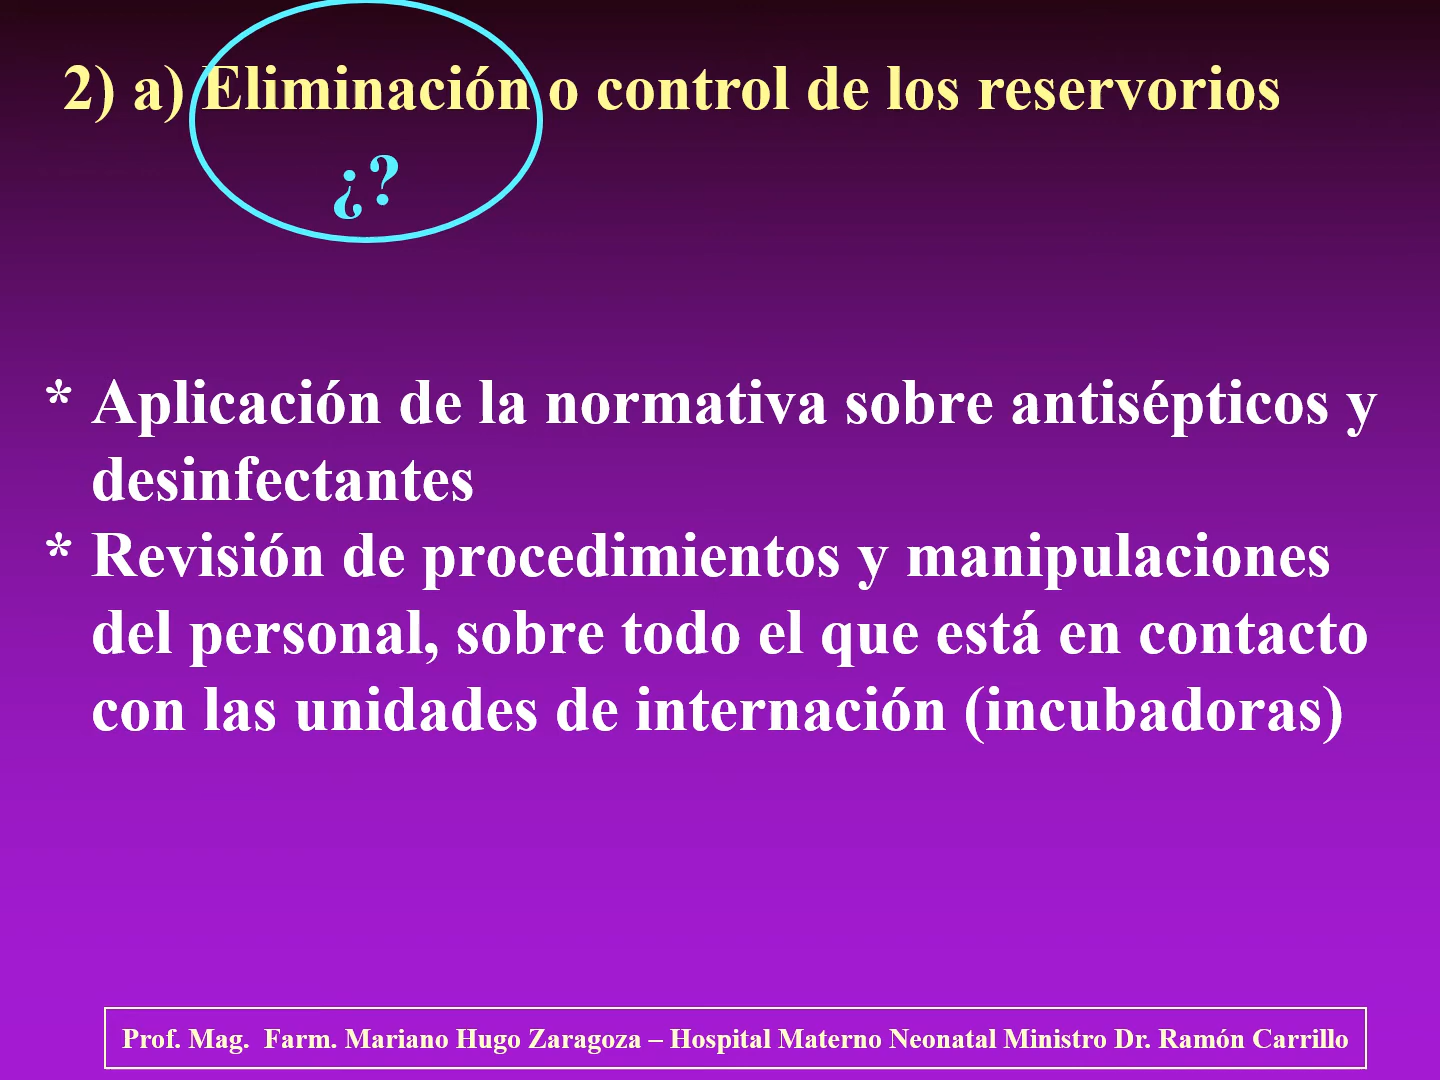 2) a) Eliminación o control de los reservorios
¿?
* Aplicación de la normativa sobre antisépticos y
desinfectantes
* Revisión de procedimientos y manipulaciones
del personal, sobre todo el que está en contacto
con las unidades de internación (incubadoras)
Prof. Mag.  Farm. Mariano Hugo Zaragoza – Hospital Materno Neonatal Ministro Dr. Ramón Carrillo